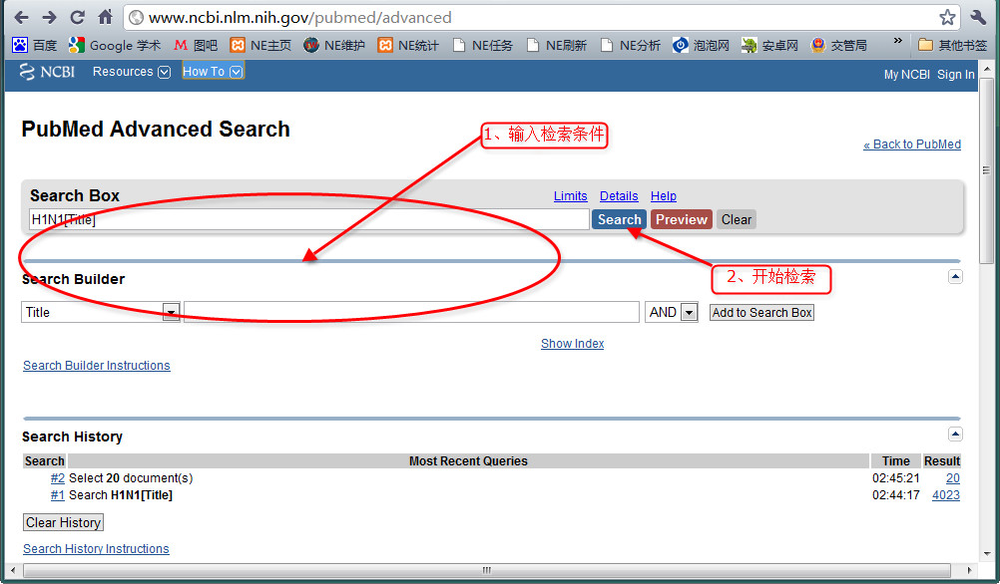 www.ncbi.nlm.nih.gov/pubmed/advanced
百度 Google 学术 M 图吧 NE主页 NE维护 NE统计 NE任务 NE刷新 NE分析 泡泡网 安卓网 交管局 » 其他书签
NCBI Resources How To My NCBI Sign In
PubMed Advanced Search
1、输入检索条件
« Back to PubMed
Search Box Limits Details Help
H1N1[Title] Search Preview Clear
2、开始检索
Search Builder
Title AND Add to Search Box
Show Index
Search Builder Instructions
Search History
Search Most Recent Queries Time Result
#2 Select 20 document(s) 02:45:21 20
#1 Search H1N1[Title] 02:44:17 4023
Clear History
Search History Instructions